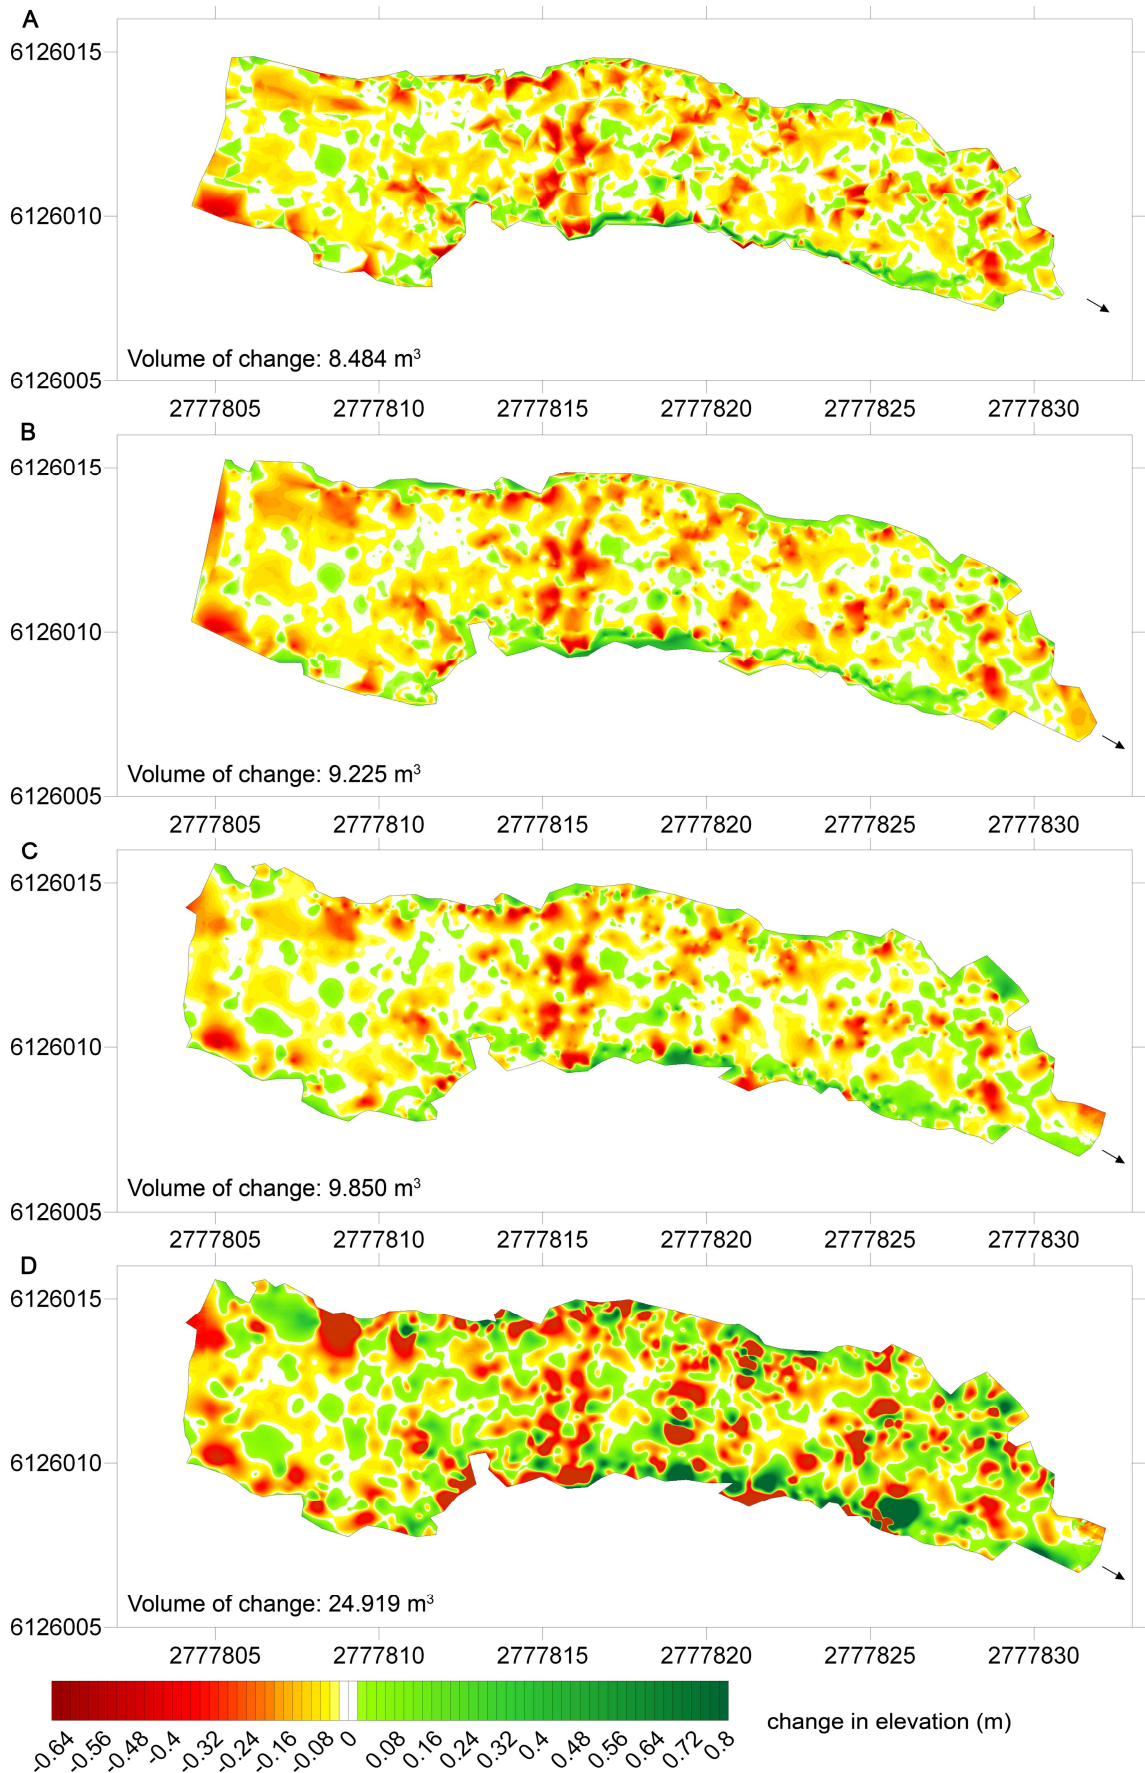 A
6126015
6126010
Volume of change: 8.484 m³
6126005
2777805 2777810 2777815 2777820 2777825 2777830
B
6126015
6126010
Volume of change: 9.225 m³
6126005
2777805 2777810 2777815 2777820 2777825 2777830
C
6126015
6126010
Volume of change: 9.850 m³
6126005
2777805 2777810 2777815 2777820 2777825 2777830
D
6126015
6126010
Volume of change: 24.919 m³
6126005
2777805 2777810 2777815 2777820 2777825 2777830
change in elevation (m)
-0.64 -0.56 -0.48 -0.4 -0.32 -0.24 -0.16 -0.08 0 0.08 0.16 0.24 0.32 0.4 0.48 0.56 0.64 0.72 0.8